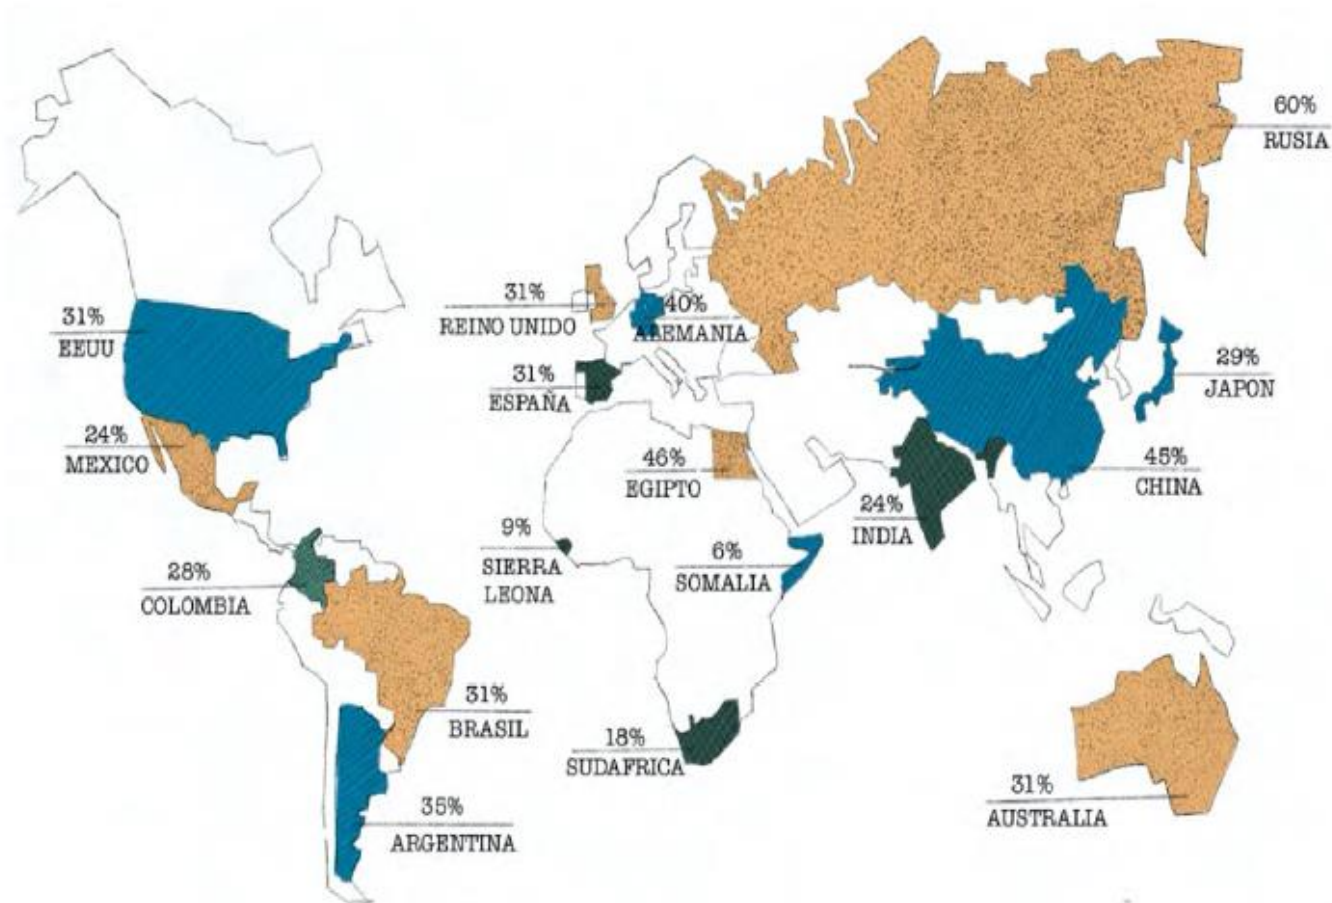 60%
RUSIA
31%
EEUU
31%
REINO UNIDO
40%
ALEMANIA
31%
ESPAÑA
29%
JAPON
24%
MEXICO
46%
EGIPTO
45%
CHINA
24%
INDIA
9%
SIERRA
LEONA
6%
SOMALIA
28%
COLOMBIA
31%
BRASIL
18%
SUDAFRICA
35%
ARGENTINA
31%
AUSTRALIA